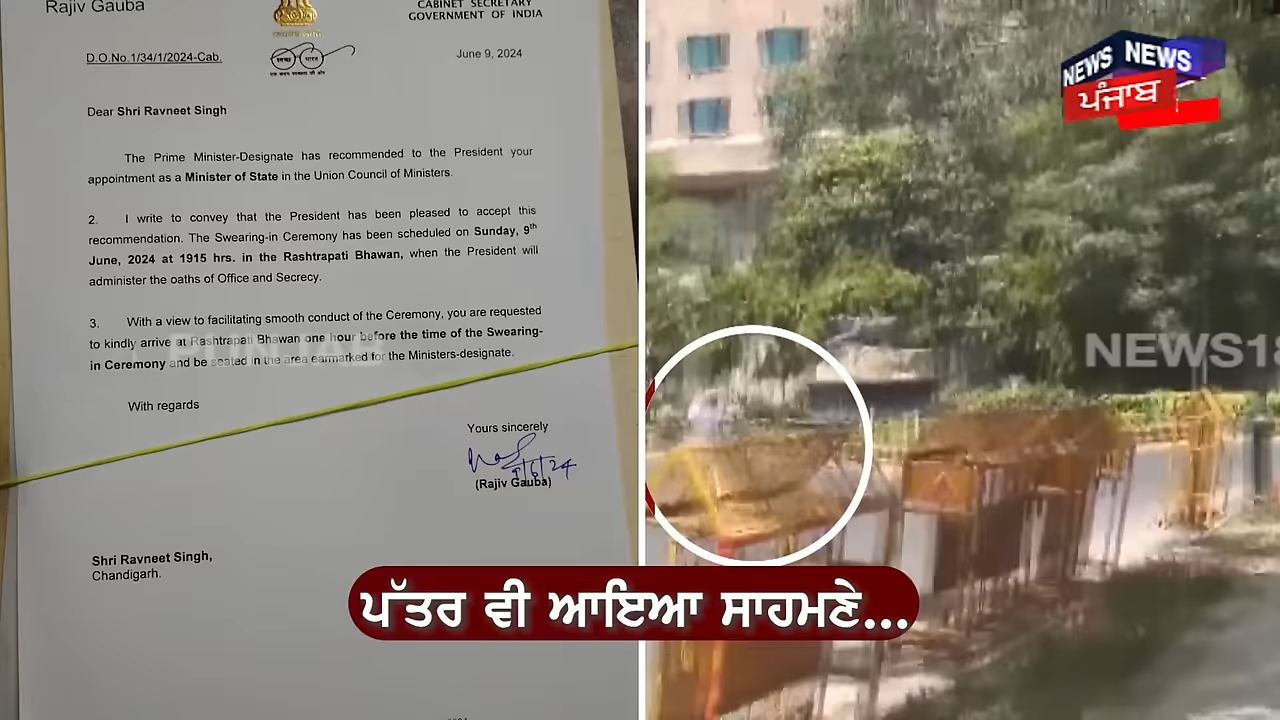 Rajiv Gauba
CABINET SECRETARY
GOVERNMENT OF INDIA
D.O.No.1/34/1/2024-Cab.
June 9, 2024
Dear Shri Ravneet Singh
The Prime Minister-Designate has recommended to the President your
appointment as a Minister of State in the Union Council of Ministers.
2. I write to convey that the President has been pleased to accept this
recommendation. The Swearing-in Ceremony has been scheduled on Sunday, 9th
June, 2024 at 1915 hrs. in the Rashtrapati Bhawan, when the President will
administer the oaths of Office and Secrecy.
3. With a view to facilitating smooth conduct of the Ceremony, you are requested
to kindly arrive at Rashtrapati Bhawan one hour before the time of the Swearing-
in Ceremony and be seated in the area earmarked for the Ministers-designate.
With regards
Yours sincerely
9/6/24
(Rajiv Gauba)
Shri Ravneet Singh,
Chandigarh.
NEWS NEWS
ਪੰਜਾਬ
NEWS18
ਪੱਤਰ ਵੀ ਆਇਆ ਸਾਹਮਣੇ...